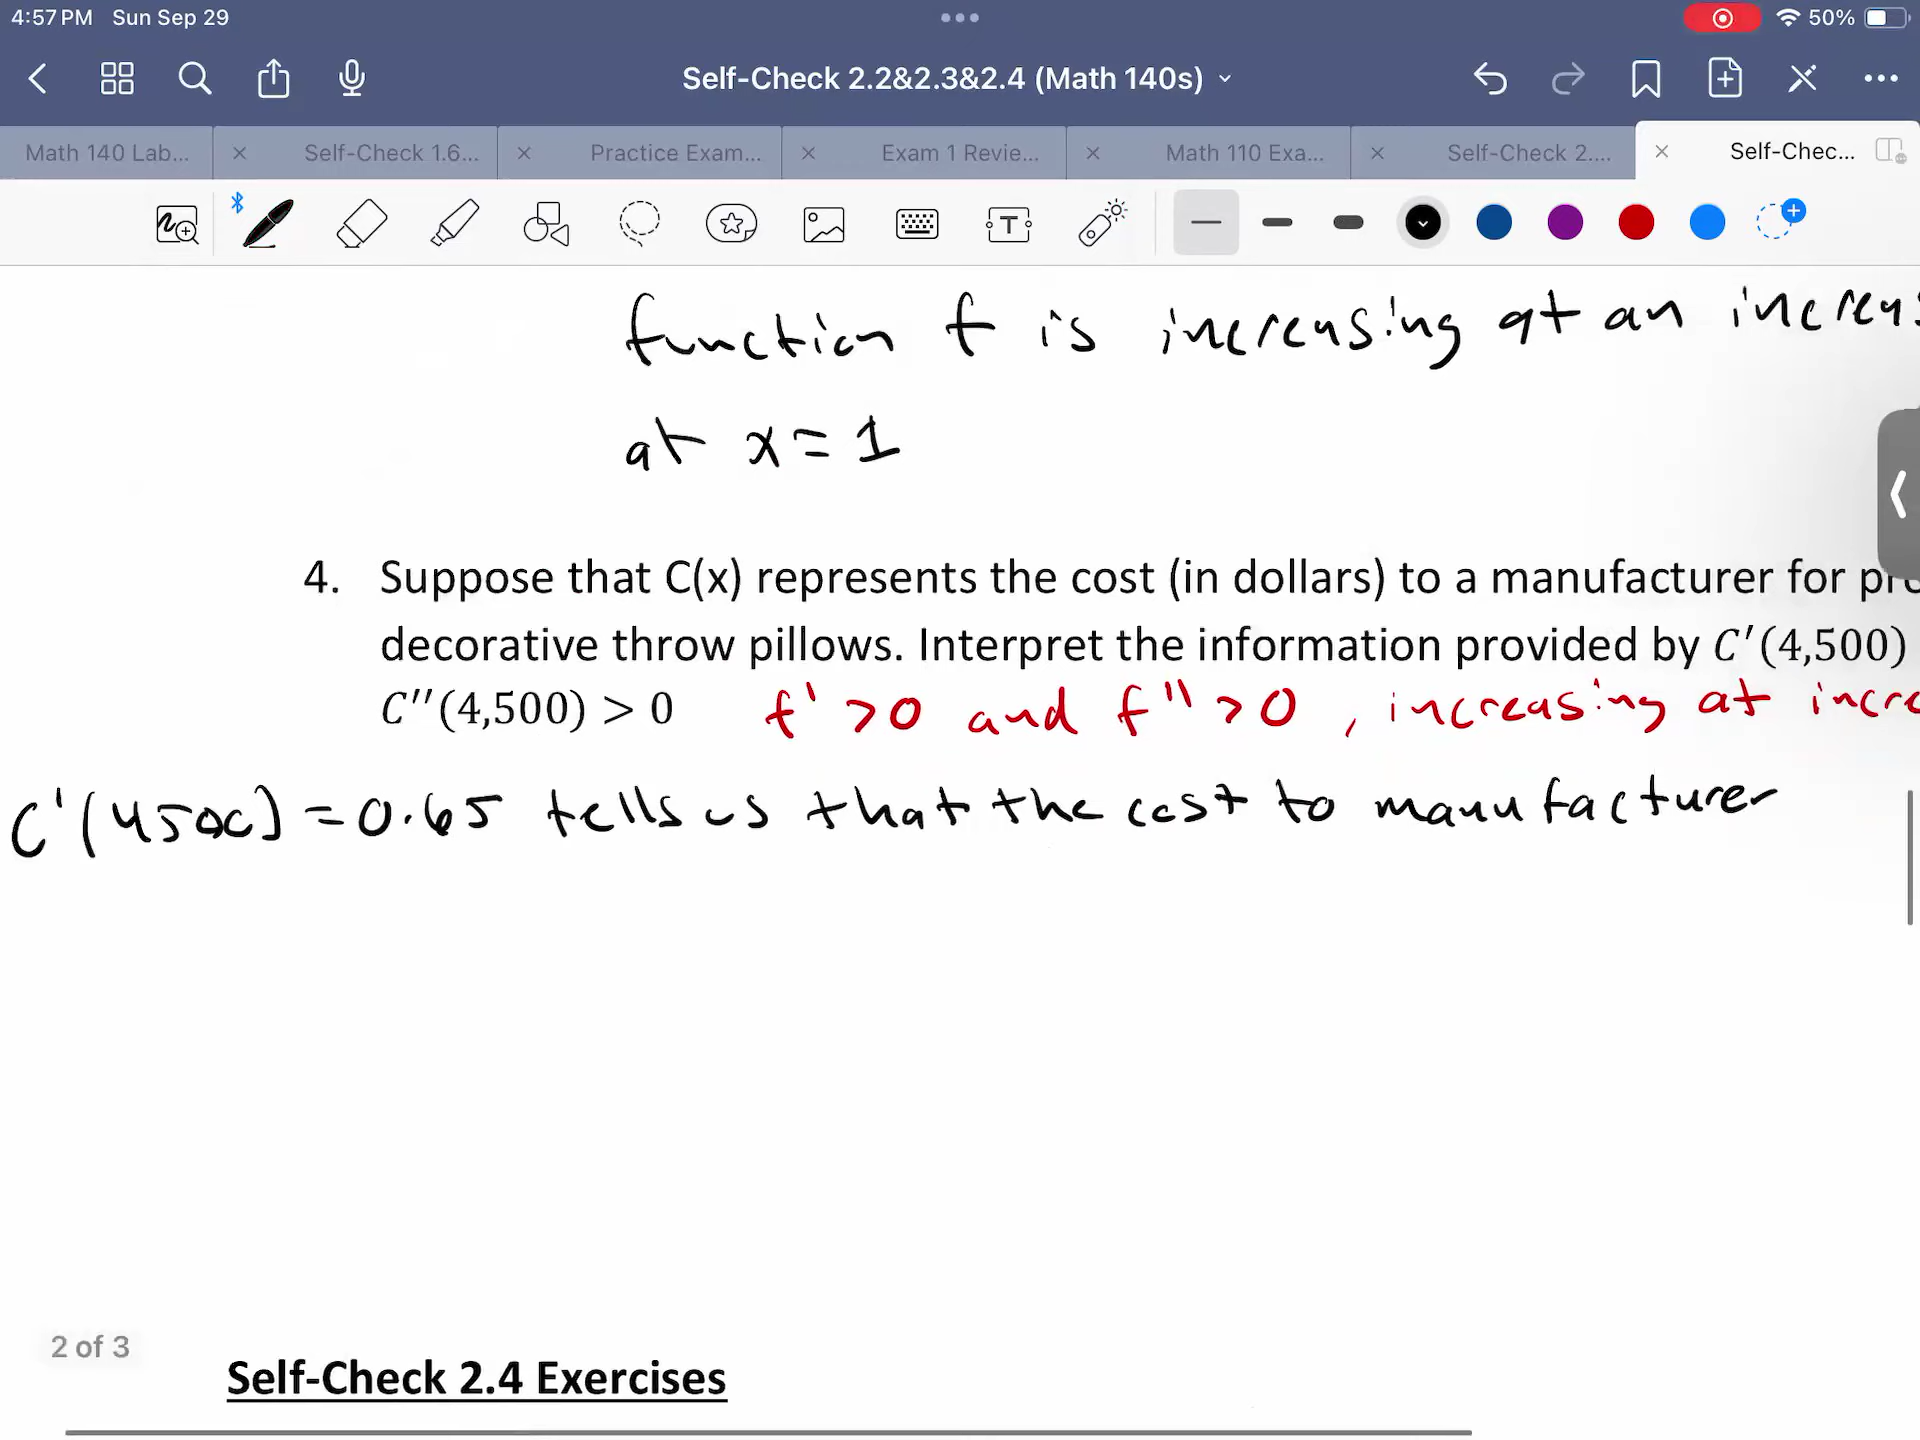 4:57 PM Sun Sep 29
50%
Self-Check 2.2&2.3&2.4 (Math 140s)
Math 140 Lab... Self-Check 1.6... Practice Exam... Exam 1 Revie... Math 110 Exa... Self-Check 2.... Self-Chec...
function f is increasing at an increas
at x = 1
4. Suppose that C(x) represents the cost (in dollars) to a manufacturer for pro
decorative throw pillows. Interpret the information provided by C′(4,500)
C′′(4,500) > 0 f' > 0 and f'' > 0, increasing at incre
C'(4500) = 0.65 tells us that the cost to manufacturer
2 of 3
Self-Check 2.4 Exercises